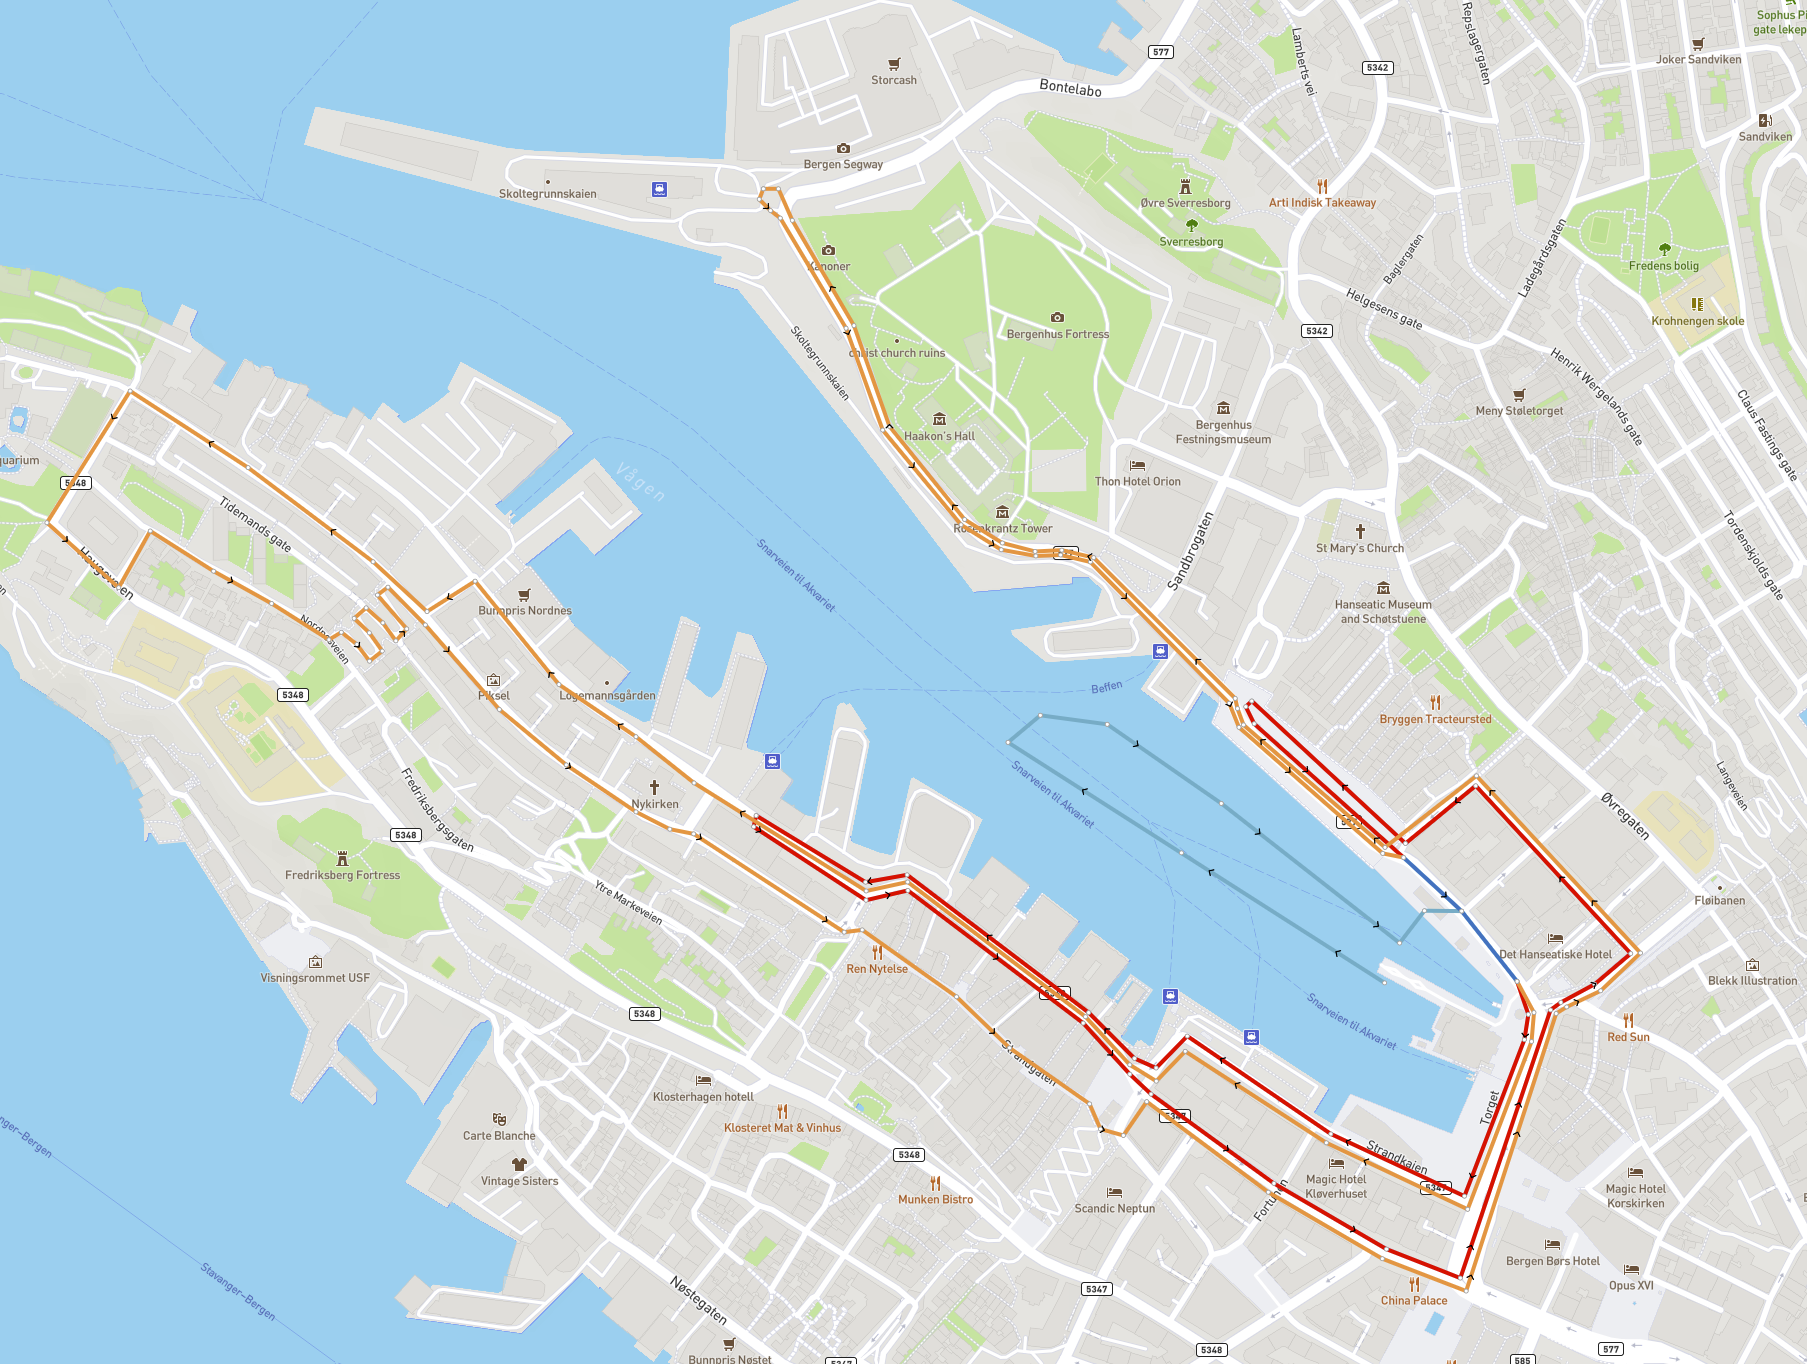 Sophus Pi
gate lekep
Repslagergaten
Lamberts vei
577
5342
Joker Sandviken
Storcash
Bontelabo
Sandviken
Bergen Segway
Skoltegrunnskaien
Øvre Sverresborg
Arti Indisk Takeaway
Sverresborg
Baglergaten
Ladegårdsgaten
Fredens bolig
Kanoner
Helgesens gate
Krohnengen skole
Bergenhus Fortress
5342
Skoltegrunnskaien
christ church ruins
Henrik Wergelands gate
Claus Fastings gate
Meny Støletorget
Haakon's Hall
Bergenhus
Festningsmuseum
quarium
Vågen
Thon Hotel Orion
5348
Tidemands gate
Rosenkrantz Tower
Sandbrogaten
St Mary's Church
Tordenskjolds gate
Snarveien til Akvariet
Haugeveien
Bunnpris Nordnes
Hanseatic Museum
and Schøtstuene
Nordnesveien
5348
Piksel
Logemannsgården
Beffen
Bryggen Tracteursted
Snarveien til Akvariet
Langeveien
Øvregaten
Nykirken
Fredriksbergsgaten
5348
Fredriksberg Fortress
Ytre Markeveien
Fløibanen
Visningsrommet USF
Ren Nytelse
Det Hanseatiske Hotel
Blekk Illustration
5348
Snarveien til Akvariet
Red Sun
Strandgaten
Klosterhagen hotell
Klosteret Mat & Vinhus
Carte Blanche
Torget
5348
Strandkaien
Vintage Sisters
Munken Bistro
Magic Hotel
Kløverhuset
Magic Hotel
Korskirken
Scandic Neptun
Fortunen
Bergen Børs Hotel
Opus XVI
Stavanger–Bergen
Nøstegaten
5347
China Palace
Bunnpris Nøstet
5347
5348
577
585